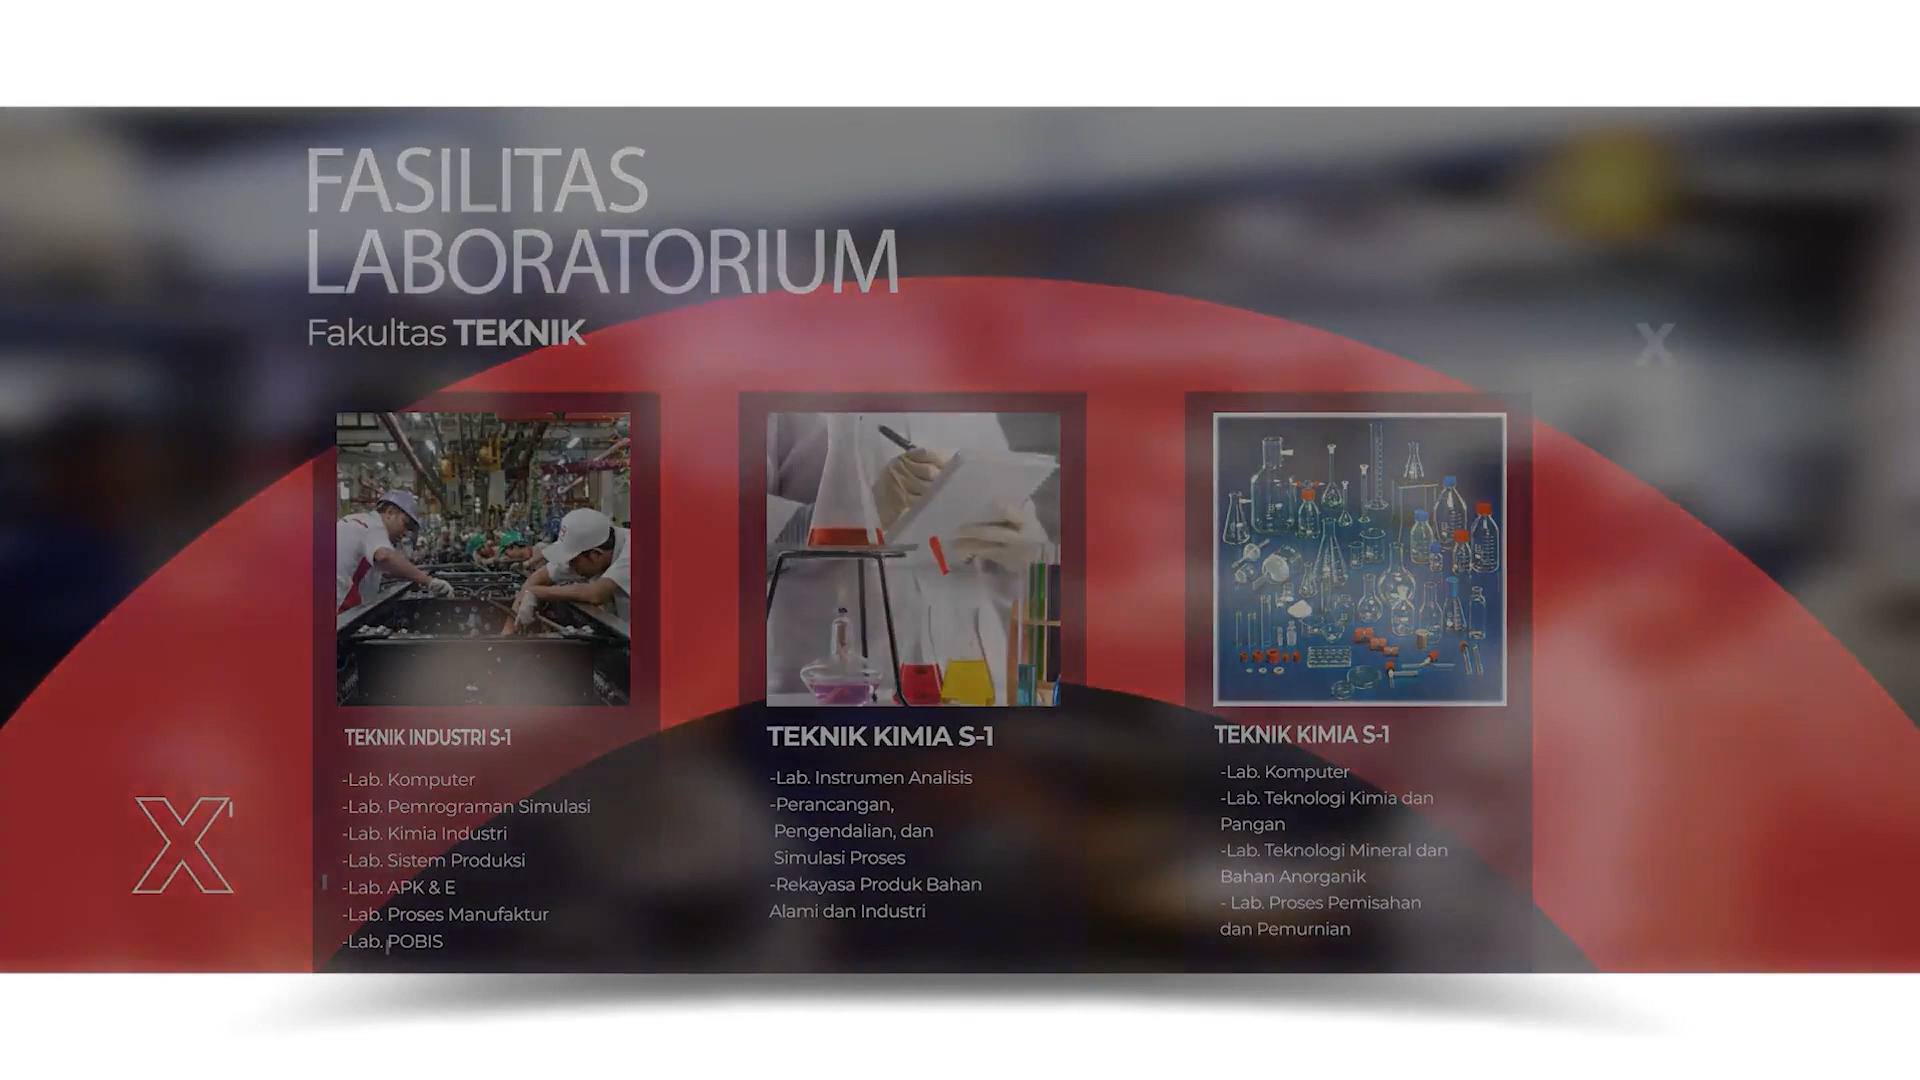 FASILITAS
LABORATORIUM
Fakultas TEKNIK
X
TEKNIK INDUSTRI S-1
-Lab. Komputer
-Lab. Pemrograman Simulasi
-Lab. Kimia Industri
-Lab. Sistem Produksi
-Lab. APK & E
-Lab. Proses Manufaktur
-Lab. POBIS
TEKNIK KIMIA S-1
-Lab. Instrumen Analisis
-Perancangan,
Pengendalian, dan
Simulasi Proses
-Rekayasa Produk Bahan
Alami dan Industri
TEKNIK KIMIA S-1
-Lab. Komputer
-Lab. Teknologi Kimia dan
Pangan
-Lab. Teknologi Mineral dan
Bahan Anorganik
- Lab. Proses Pemisahan
dan Pemurnian
X